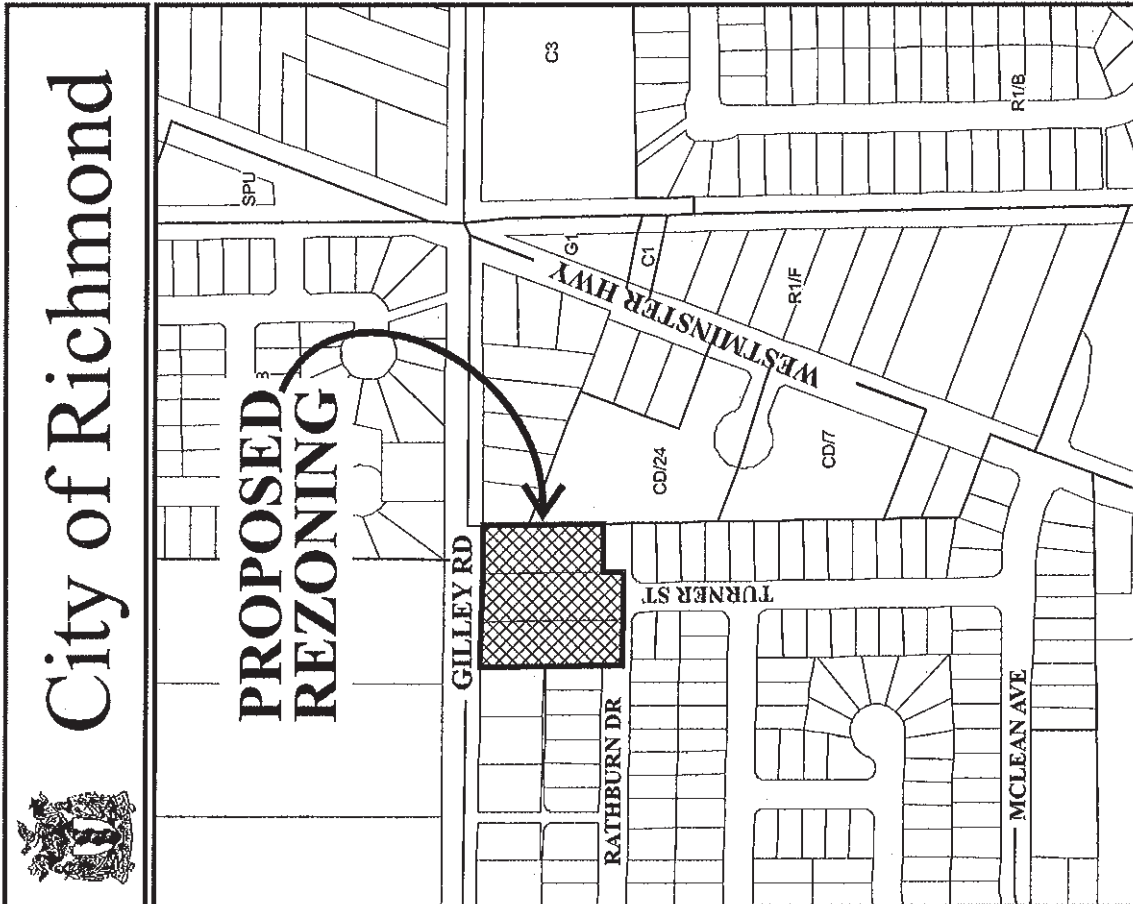 City of Richmond
PROPOSED
REZONING
SPU
C3
R1/B
G1
C1
WESTMINSTER HWY
R1/F
CD/24
CD/7
GILLEY RD
TURNER ST
RATHBURN DR
MCLEAN AVE